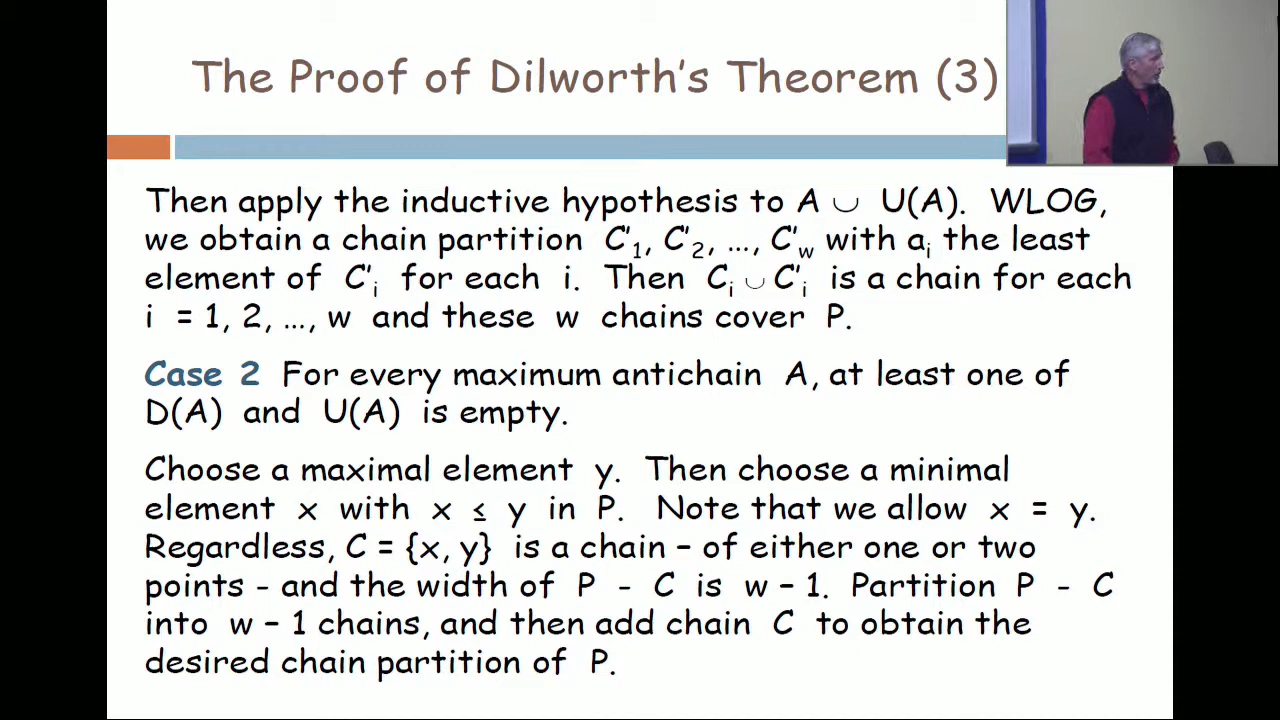 The Proof of Dilworth's Theorem (3)
Then apply the inductive hypothesis to A ∪ U(A). WLOG,
we obtain a chain partition C'₁, C'₂, …, C'w with aᵢ the least
element of C'ᵢ for each i. Then Cᵢ ∪ C'ᵢ is a chain for each
i = 1, 2, …, w and these w chains cover P.
Case 2 For every maximum antichain A, at least one of
D(A) and U(A) is empty.
Choose a maximal element y. Then choose a minimal
element x with x ≤ y in P. Note that we allow x = y.
Regardless, C = {x, y} is a chain – of either one or two
points - and the width of P - C is w – 1. Partition P - C
into w – 1 chains, and then add chain C to obtain the
desired chain partition of P.